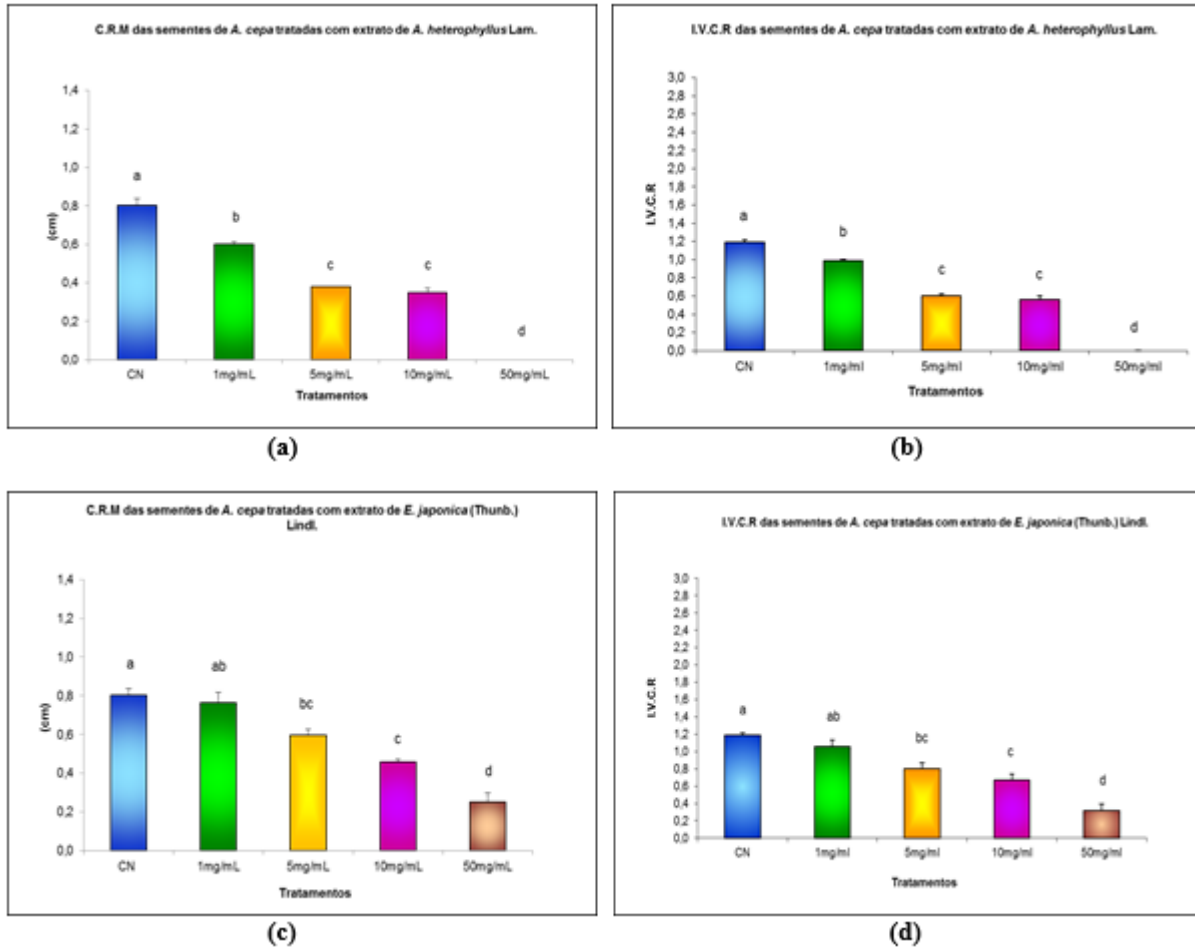 C.R.M das sementes de A. cepa tratadas com extrato de A. heterophyllus Lam.
1,4
1,2
1,0
0,8
0,6
0,4
0,2
0,0
(cm)
a
b
c
c
d
CN
1mg/mL
5mg/mL
10mg/mL
50mg/mL
Tratamentos
(a)
I.V.C.R das sementes de A. cepa tratadas com extrato de A. heterophyllus Lam.
3,0
2,8
2,6
2,4
2,2
2,0
1,8
1,6
1,4
1,2
1,0
0,8
0,6
0,4
0,2
0,0
I.V.C.R
a
b
c
c
d
CN
1mg/ml
5mg/ml
10mg/ml
50mg/ml
Tratamentos
(b)
C.R.M das sementes de A. cepa tratadas com extrato de E. japonica (Thunb.)
Lindl.
1,4
1,2
1,0
0,8
0,6
0,4
0,2
0,0
(cm)
a
ab
bc
c
d
CN
1mg/mL
5mg/mL
10mg/mL
50mg/mL
Tratamentos
(c)
I.V.C.R das sementes de A. cepa tratadas com extrato de E. japonica (Thunb.) Lindl.
3,0
2,8
2,6
2,4
2,2
2,0
1,8
1,6
1,4
1,2
1,0
0,8
0,6
0,4
0,2
0,0
I.V.C.R
a
ab
bc
c
d
CN
1mg/ml
5mg/ml
10mg/ml
50mg/ml
Tratamentos
(d)